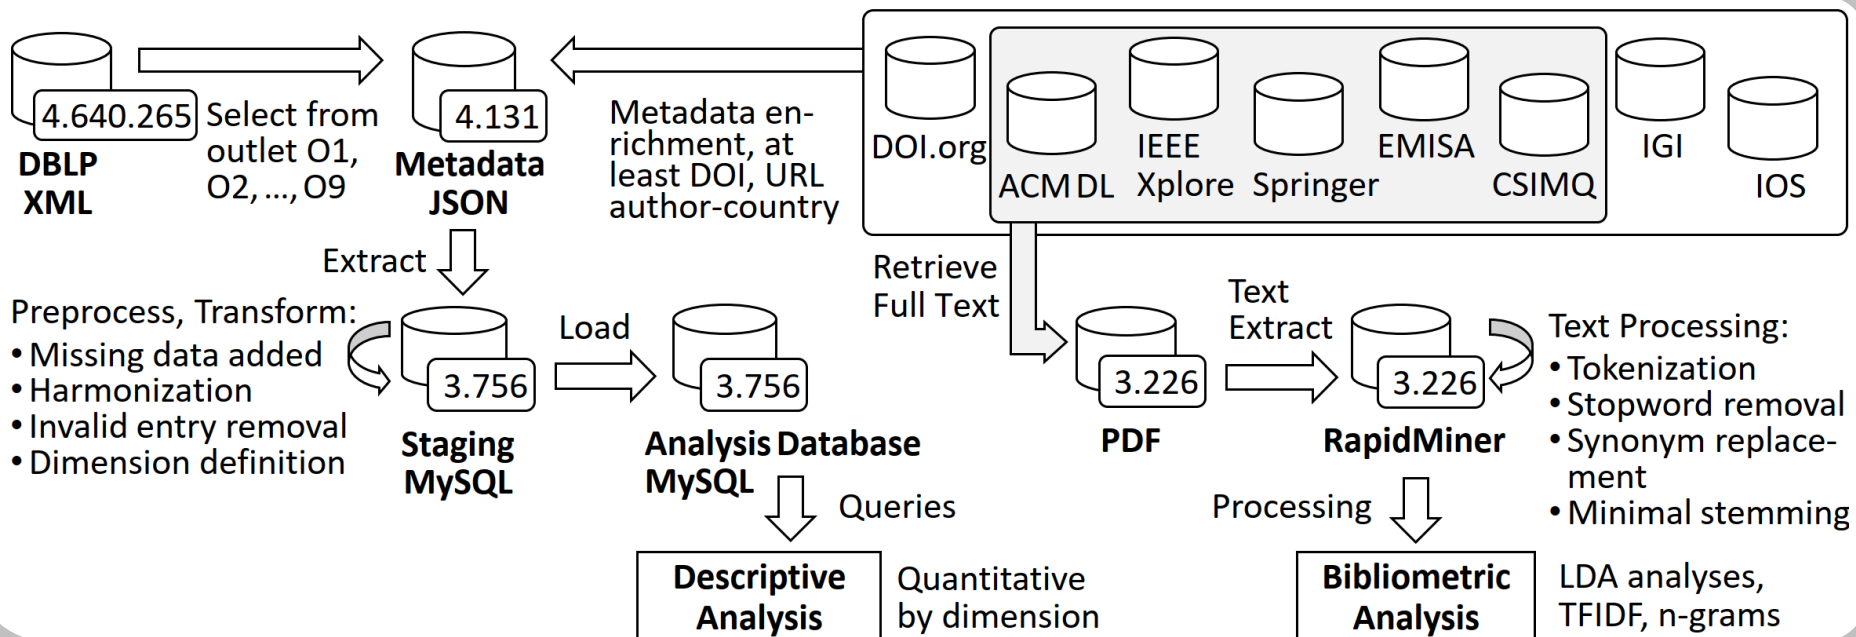 4.640.265
DBLP
XML
Select from
outlet O1,
O2, ..., O9
4.131
Metadata
JSON
Metadata en-
richment, at
least DOI, URL
author-country
DOI.org
ACM DL
IEEE
Xplore
Springer
EMISA
CSIMQ
IGI
IOS
Extract
Preprocess, Transform:
• Missing data added
• Harmonization
• Invalid entry removal
• Dimension definition
3.756
Staging
MySQL
Load
3.756
Analysis Database
MySQL
Queries
Descriptive
Analysis
Quantitative
by dimension
Retrieve
Full Text
3.226
PDF
Text
Extract
3.226
RapidMiner
Text Processing:
• Tokenization
• Stopword removal
• Synonym replace-
ment
• Minimal stemming
Processing
Bibliometric
Analysis
LDA analyses,
TFIDF, n-grams